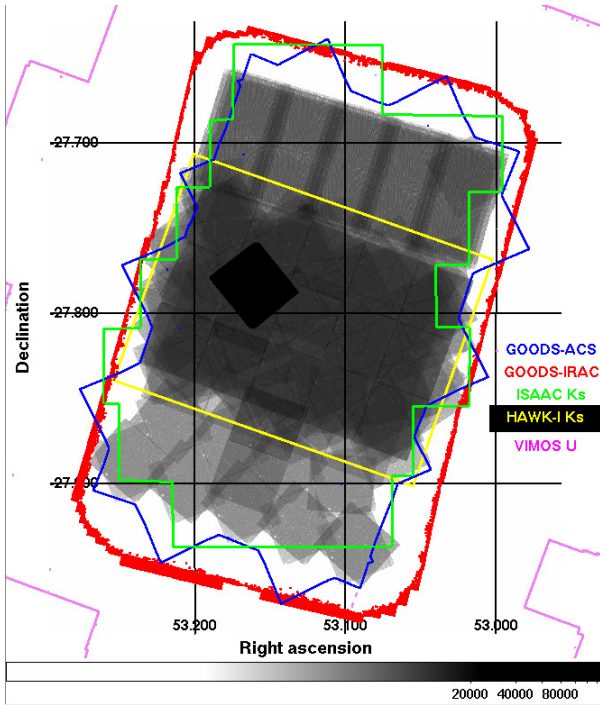 -27.700
-27.800
Declination
GOODS-ACS
GOODS-IRAC
ISAAC Ks
HAWK-I Ks
VIMOS U
-27.900
53.200 53.100 53.000
Right ascension
20000 40000 80000